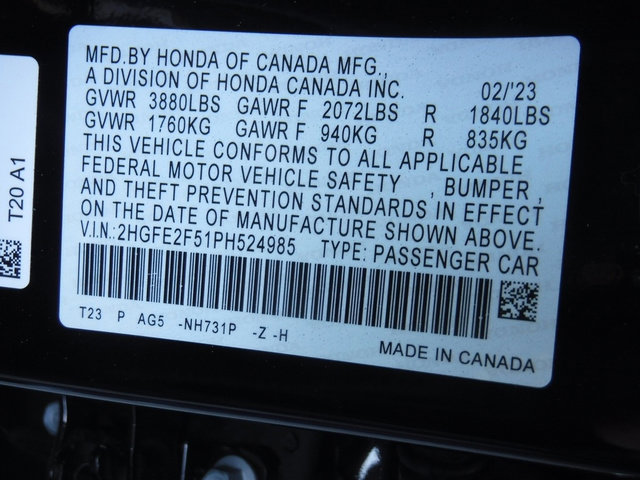 MFD.BY HONDA OF CANADA MFG.,
A DIVISION OF HONDA CANADA INC. 02/'23
GVWR 3880LBS GAWR F 2072LBS R 1840LBS
GVWR 1760KG GAWR F 940KG R 835KG
THIS VEHICLE CONFORMS TO ALL APPLICABLE
FEDERAL MOTOR VEHICLE SAFETY , BUMPER,
AND THEFT PREVENTION STANDARDS IN EFFECT
ON THE DATE OF MANUFACTURE SHOWN ABOVE.
V.I.N.:2HGFE2F51PH524985 TYPE: PASSENGER CAR
T23 P AG5 -NH731P -Z -H
MADE IN CANADA
T20 A1